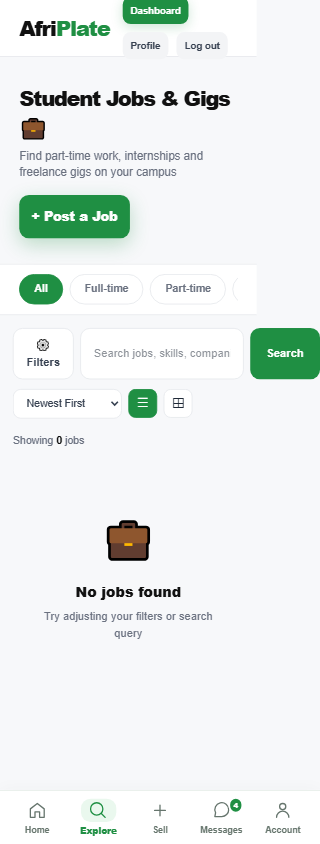 AfriPlate
Dashboard
Profile
Log out
Student Jobs & Gigs
Find part-time work, internships and
freelance gigs on your campus
+ Post a Job
All
Full-time
Part-time
Filters
Search jobs, skills, compan
Search
Newest First
Showing 0 jobs
No jobs found
Try adjusting your filters or search
query
4
Home
Explore
Sell
Messages
Account